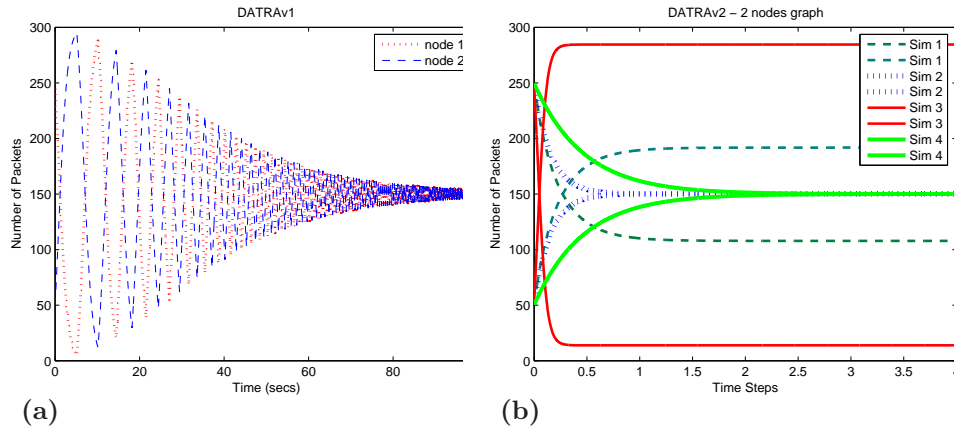 DATRAv1
300
250
200
150
100
50
0
0
20
40
60
80
Number of Packets
Time (secs)
node 1
node 2
(a)
DATRAv2 – 2 nodes graph
300
250
200
150
100
50
0
0
0.5
1
1.5
2
2.5
3
3.5
4
Number of Packets
Time Steps
Sim 1
Sim 1
Sim 2
Sim 2
Sim 3
Sim 3
Sim 4
Sim 4
(b)